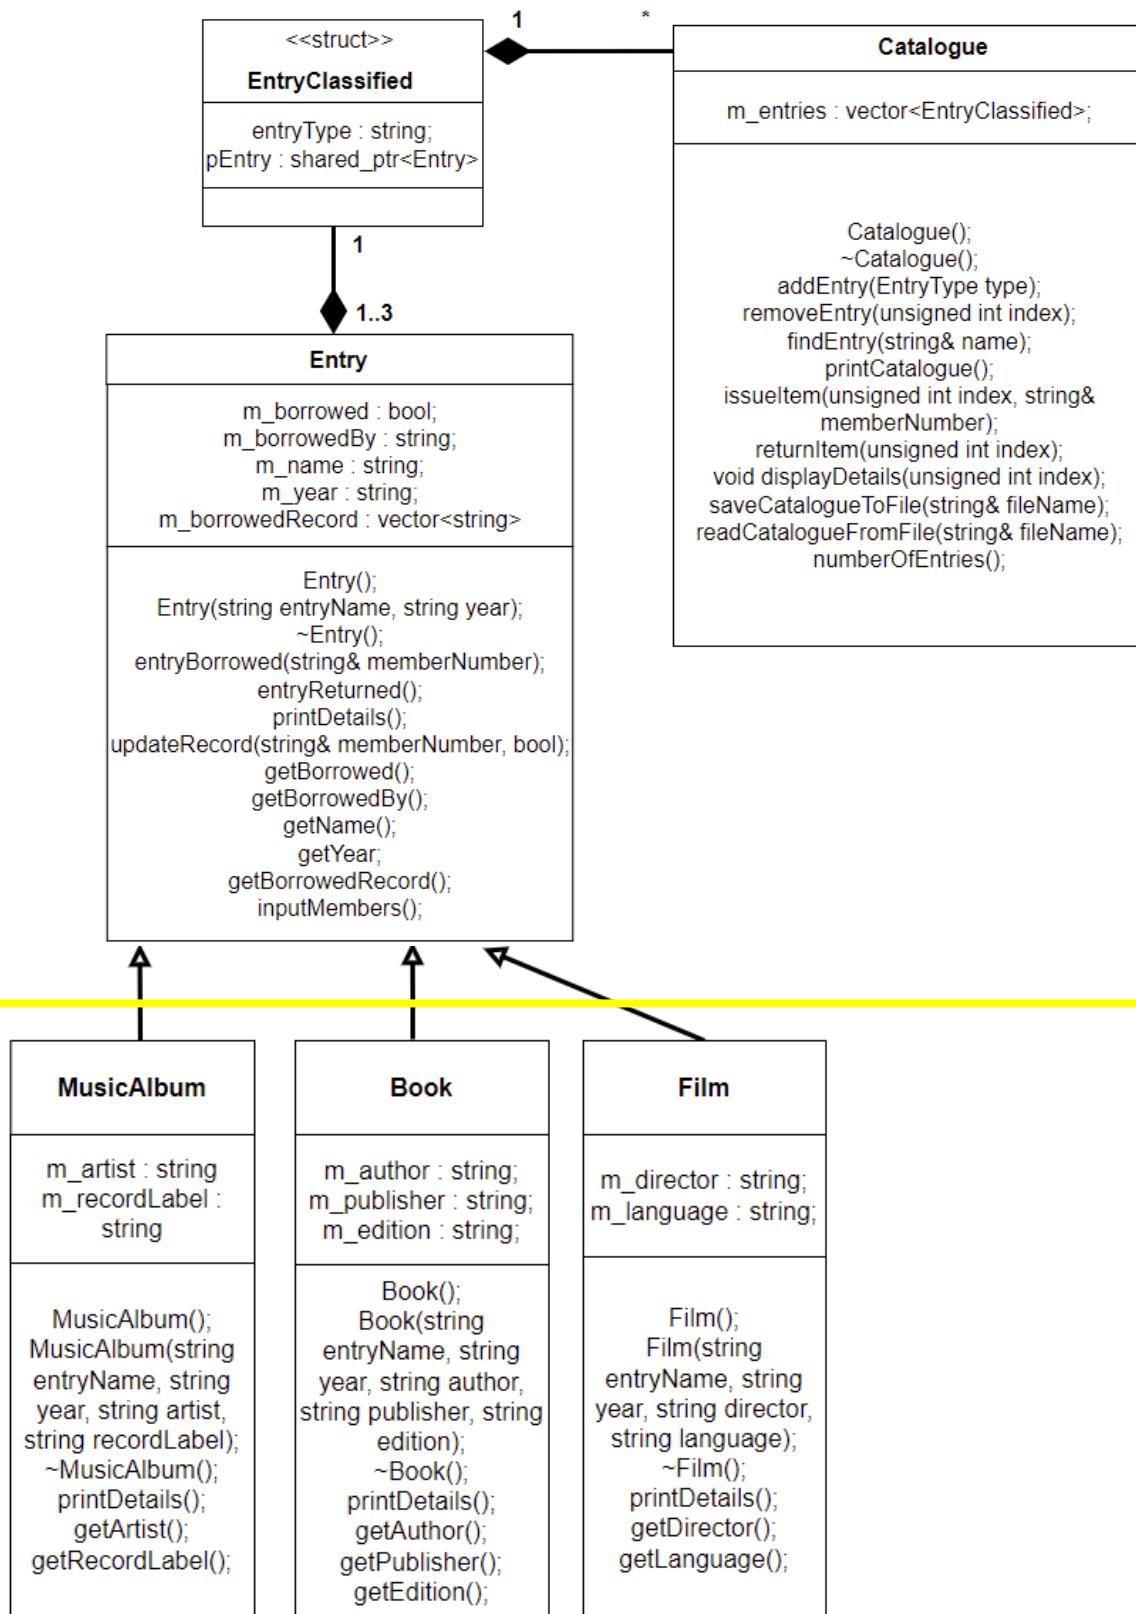 1
*
<<struct>>
EntryClassified
entryType : string;
pEntry : shared_ptr<Entry>
Catalogue
m_entries : vector<EntryClassified>;
Catalogue();
~Catalogue();
addEntry(EntryType type);
removeEntry(unsigned int index);
findEntry(string& name);
printCatalogue();
issueItem(unsigned int index, string&
memberNumber);
returnItem(unsigned int index);
void displayDetails(unsigned int index);
saveCatalogueToFile(string& fileName);
readCatalogueFromFile(string& fileName);
numberOfEntries();
1
1..3
Entry
m_borrowed : bool;
m_borrowedBy : string;
m_name : string;
m_year : string;
m_borrowedRecord : vector<string>
Entry();
Entry(string entryName, string year);
~Entry();
entryBorrowed(string& memberNumber);
entryReturned();
printDetails();
updateRecord(string& memberNumber, bool);
getBorrowed();
getBorrowedBy();
getName();
getYear;
getBorrowedRecord();
inputMembers();
MusicAlbum
m_artist : string
m_recordLabel :
string
MusicAlbum();
MusicAlbum(string
entryName, string
year, string artist,
string recordLabel);
~MusicAlbum();
printDetails();
getArtist();
getRecordLabel();
Book
m_author : string;
m_publisher : string;
m_edition : string;
Book();
Book(string
entryName, string
year, string author,
string publisher, string
edition);
~Book();
printDetails();
getAuthor();
getPublisher();
getEdition();
Film
m_director : string;
m_language : string;
Film();
Film(string
entryName, string
year, string director,
string language);
~Film();
printDetails();
getDirector();
getLanguage();